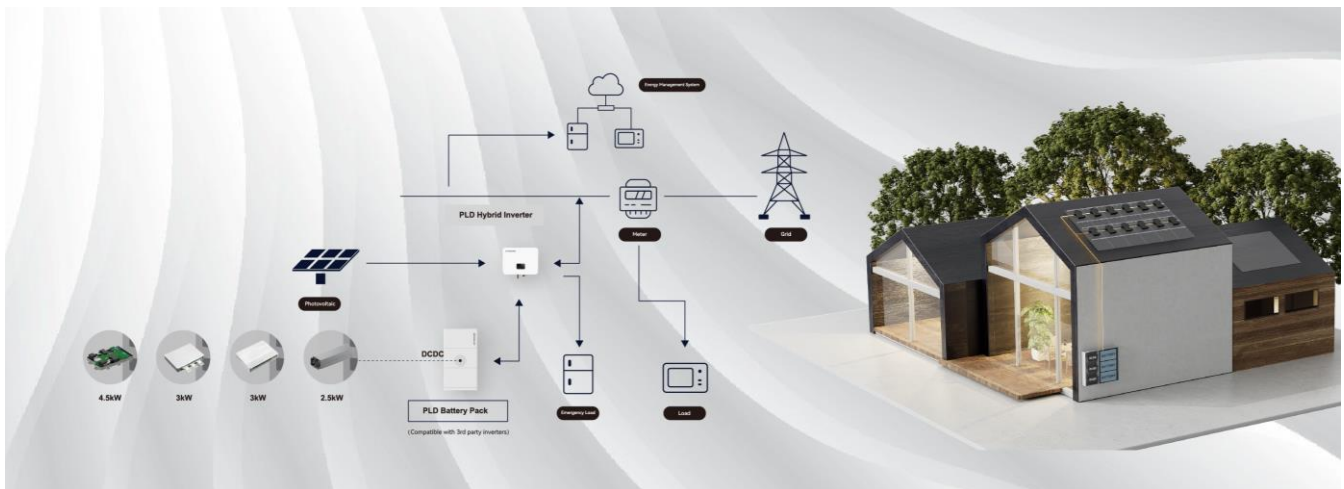 Energy Management System
PLD Hybrid Inverter
Meter
Grid
Photovoltaic
DCDC
4.5kW
3kW
3kW
2.5kW
PLD Battery Pack
(Compatible with 3rd party inverters)
Emergency Load
Load